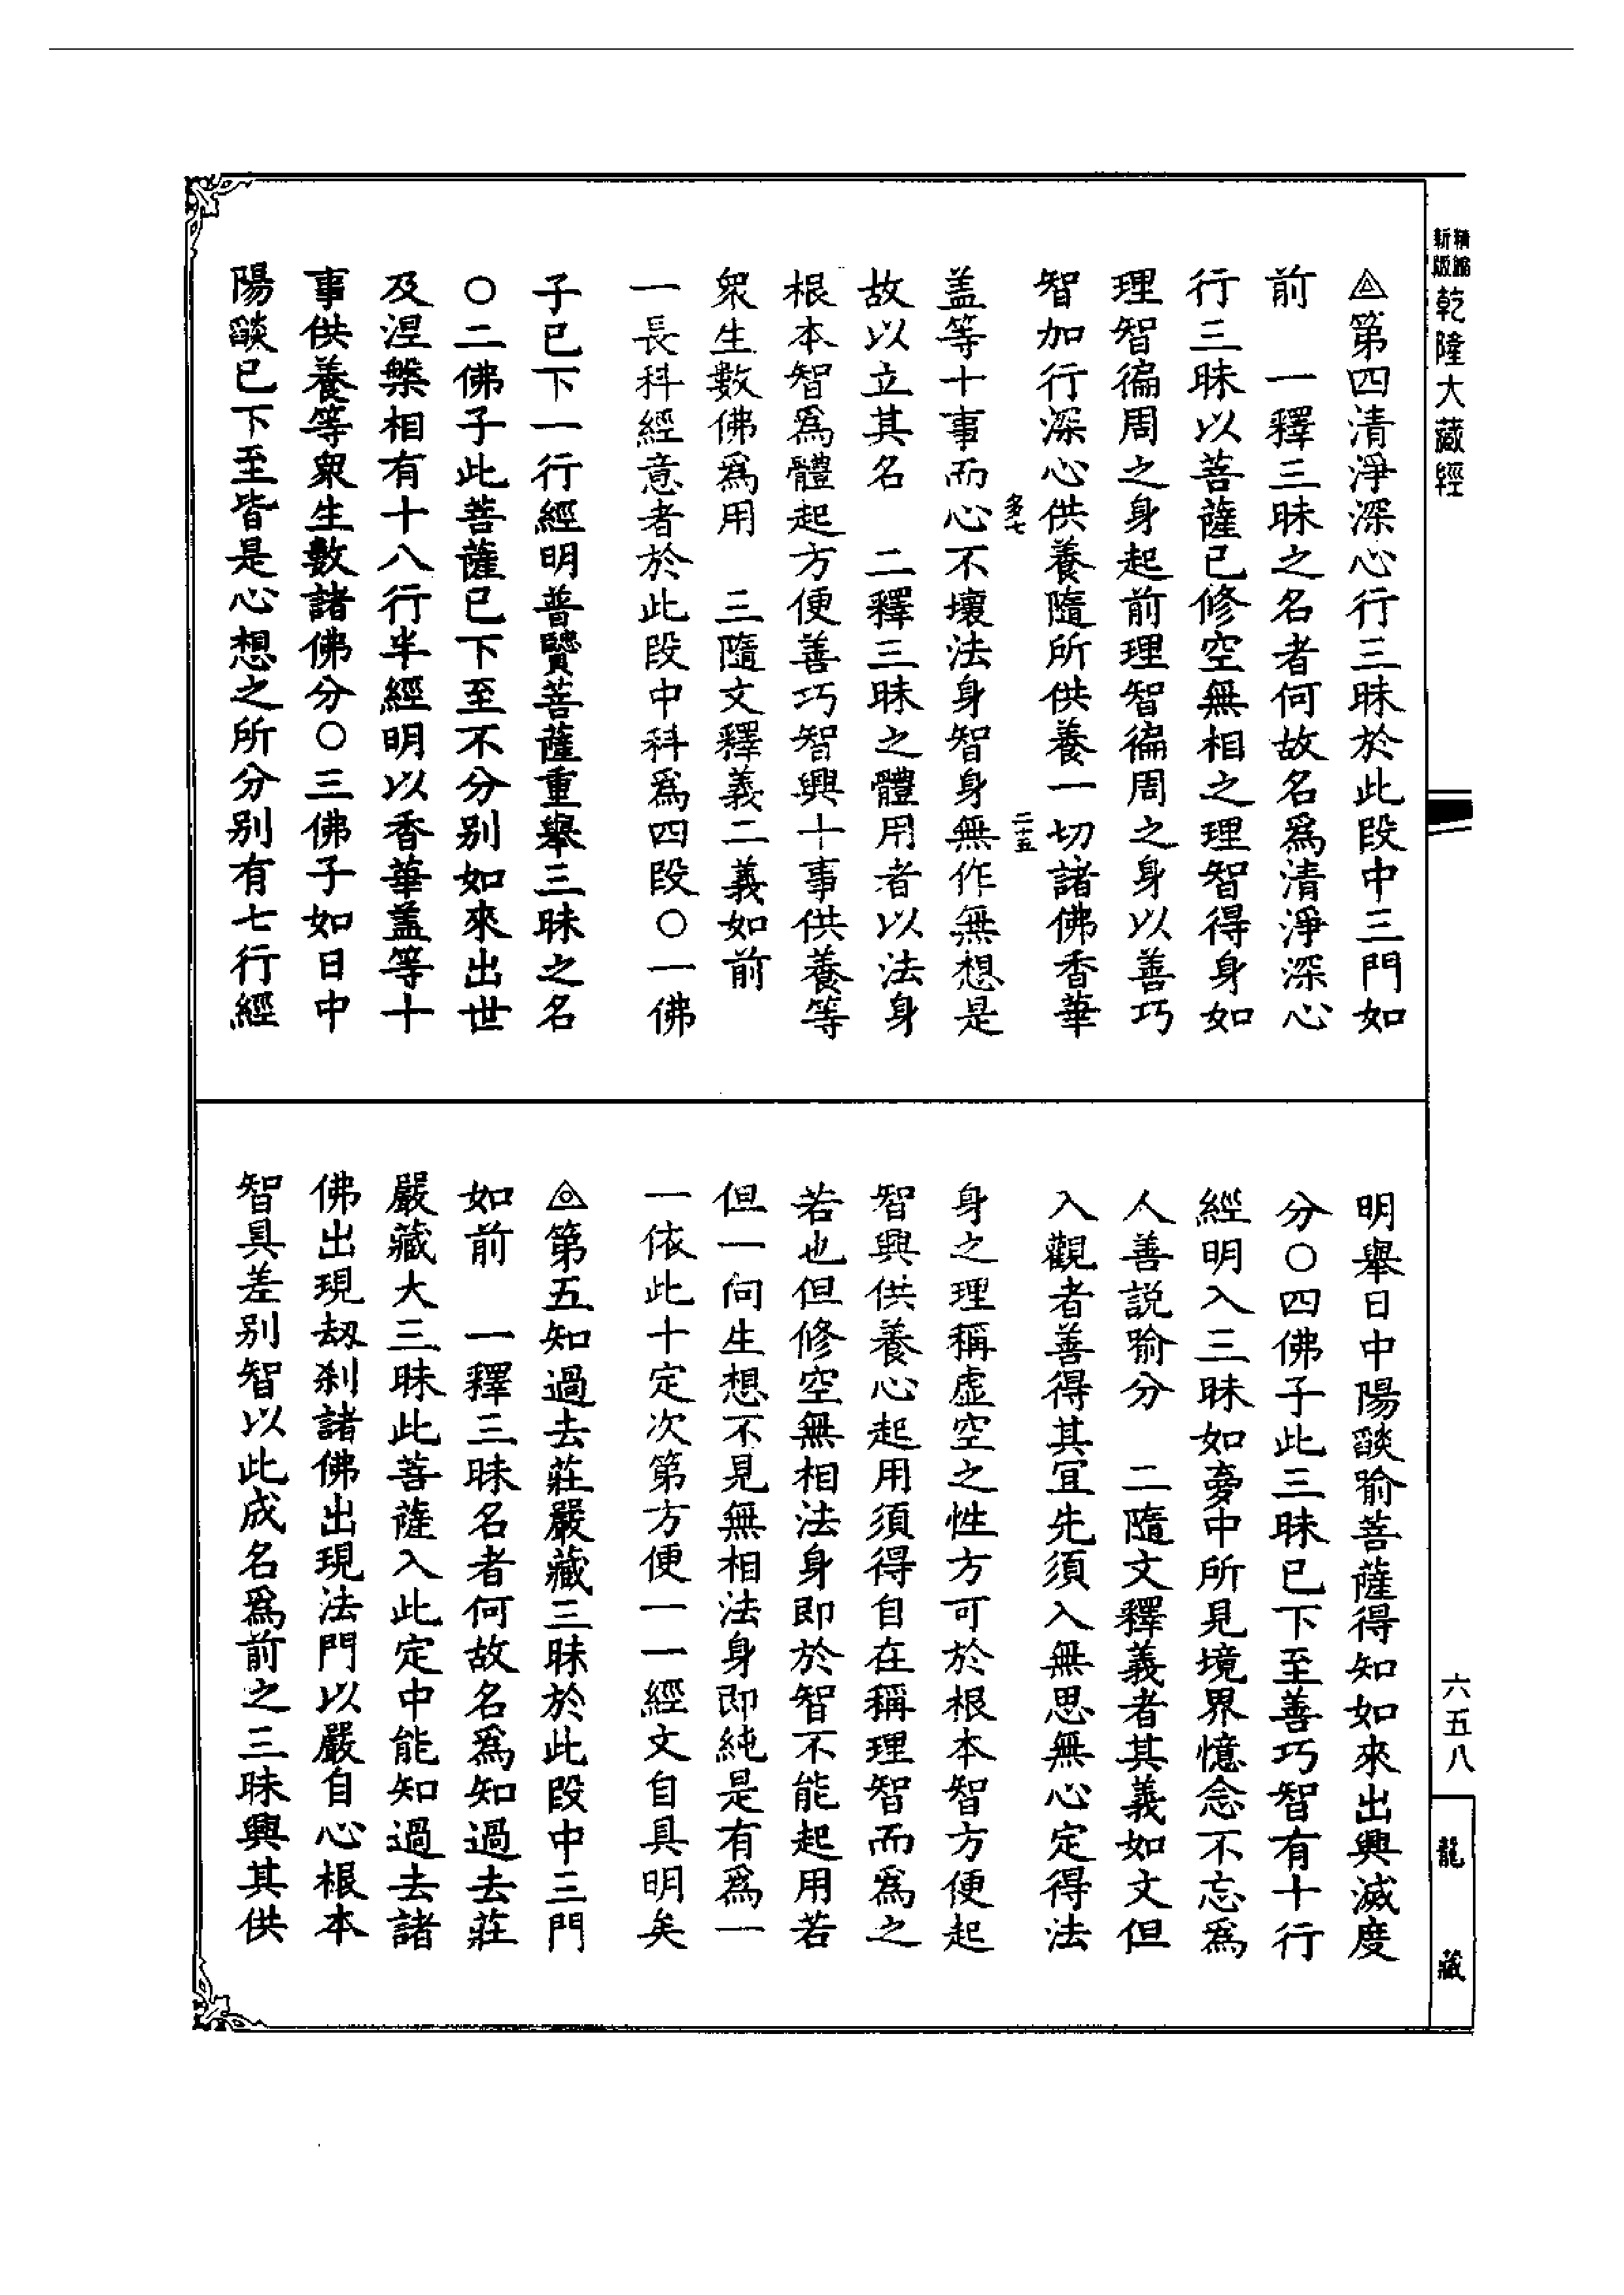 精編新版
乾隆大藏經
△第四清淨深心行三昧於此段中三門如
前　一釋三昧之名者何故名爲清淨深心
行三昧以菩薩已修空無相之理智得身如
理智徧周之身起前理智徧周之身以善巧
智加行深心供養隨所供養一切諸佛香華
多七
二十五
盖等十事而心不壞法身智身無作無想是
故以立其名　二釋三昧之體用者以法身
根本智爲體起方便善巧智興十事供養等
衆生數佛爲用　三隨文釋義二義如前
一長科經意者於此段中科爲四段○一佛
子已下一行經明普賢菩薩重舉三昧之名
○二佛子此菩薩已下至不分别如來出世
及涅槃相有十八行半經明以香華盖等十
事供養等衆生數諸佛分○三佛子如日中
陽燄已下至皆是心想之所分别有七行經
明舉日中陽燄喻菩薩得知如來出興滅度
分○四佛子此三昧已下至善巧智有十行
經明入三昧如夢中所見境界憶念不忘爲
人善説喻分　二隨文釋義者其義如文但
入觀者善得其冝先須入無思無心定得法
身之理稱虚空之性方可於根本智方便起
智興供養心起用須得自在稱理智而爲之
若也但修空無相法身即於智不能起用若
但一向生想不見無相法身即純是有爲一
一依此十定次第方便一一經文自具明矣
△第五知過去莊嚴藏三昧於此段中三門
如前　一釋三昧名者何故名爲知過去莊
嚴藏大三昧此菩薩入此定中能知過去諸
佛出現刼刹諸佛出現法門以嚴自心根本
智具差别智以此成名爲前之三昧興其供
六五八
龍藏